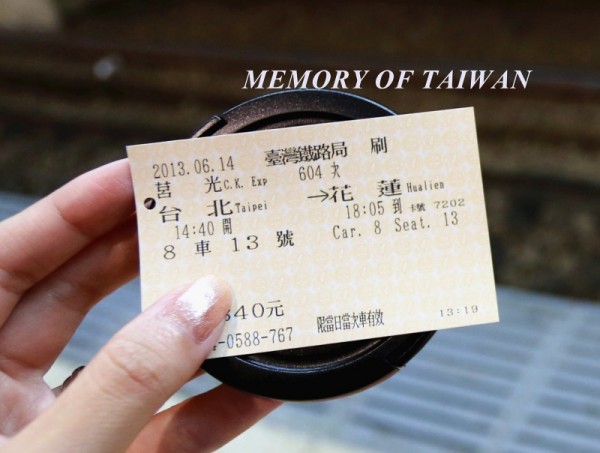 MEMORY OF TAIWAN
2013.06.14 臺灣鐵路局 刷
莒 光 C.K. Exp 604 次
台 北 Taipei → 花 蓮 Hualien
14:40 開 18:05 到 卡號 7202
8 車 13 號 Car. 8 Seat. 13
340元
-0588-767 限當日當次車有效 13:19